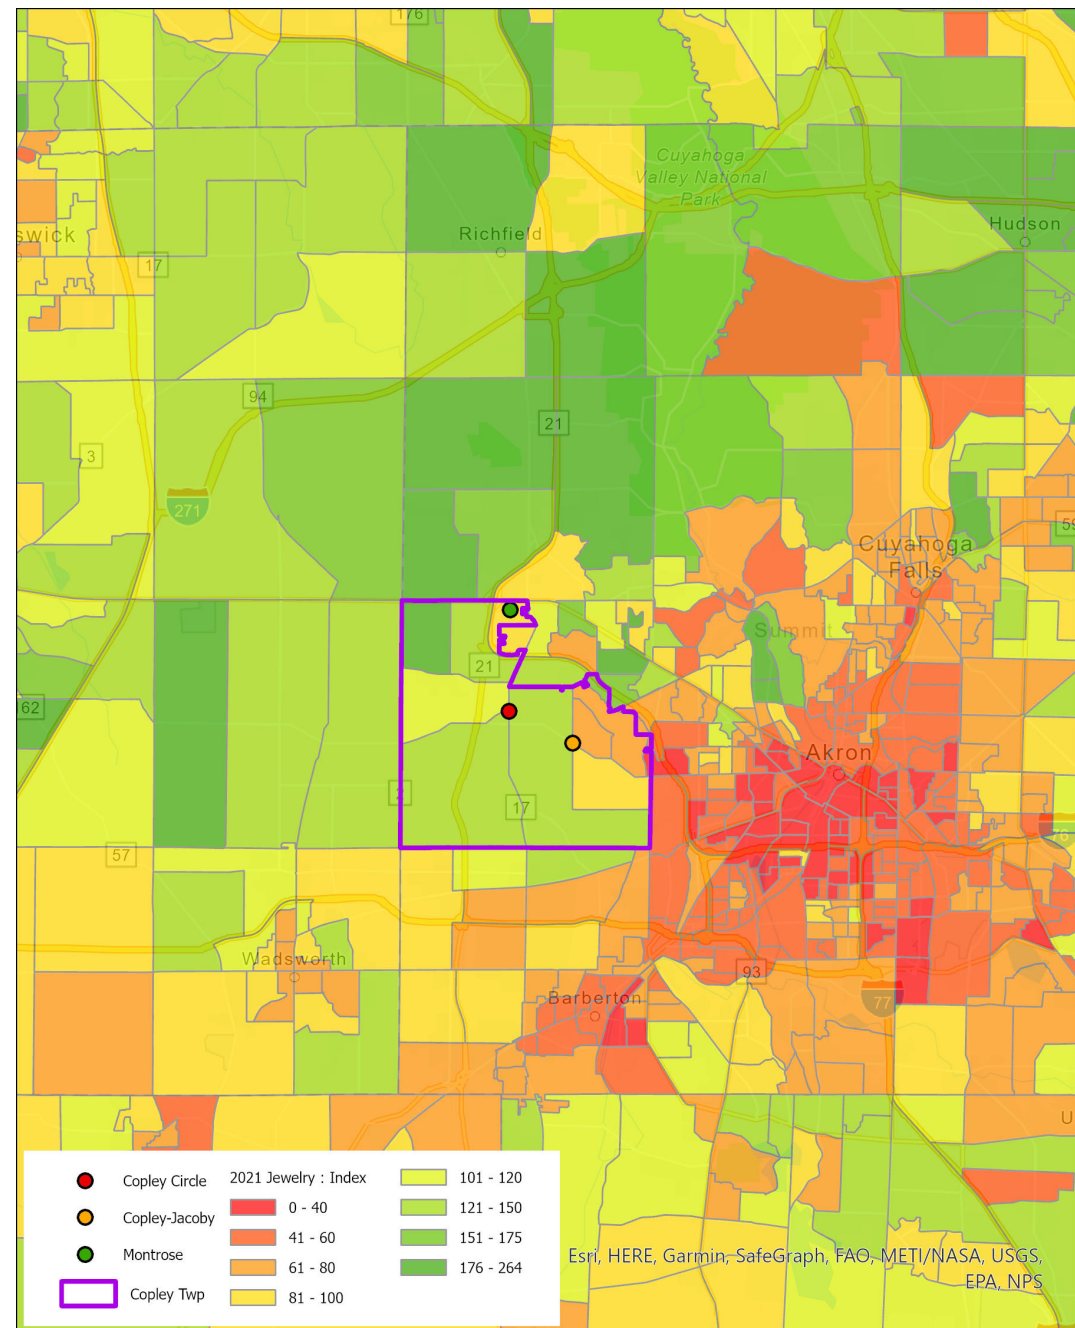 176
Cuyahoga
Valley National
Park
Hudson
Richfield
swick
17
94
21
3
271
59
Cuyahoga
Falls
Summit
21
162
Akron
2
17
76
57
Wadsworth
93
Barberton
77
U
Copley Circle
Copley-Jacoby
Montrose
Copley Twp
2021 Jewelry : Index
0 - 40
41 - 60
61 - 80
81 - 100
101 - 120
121 - 150
151 - 175
176 - 264
Esri, HERE, Garmin, SafeGraph, FAO, METI/NASA, USGS,
EPA, NPS